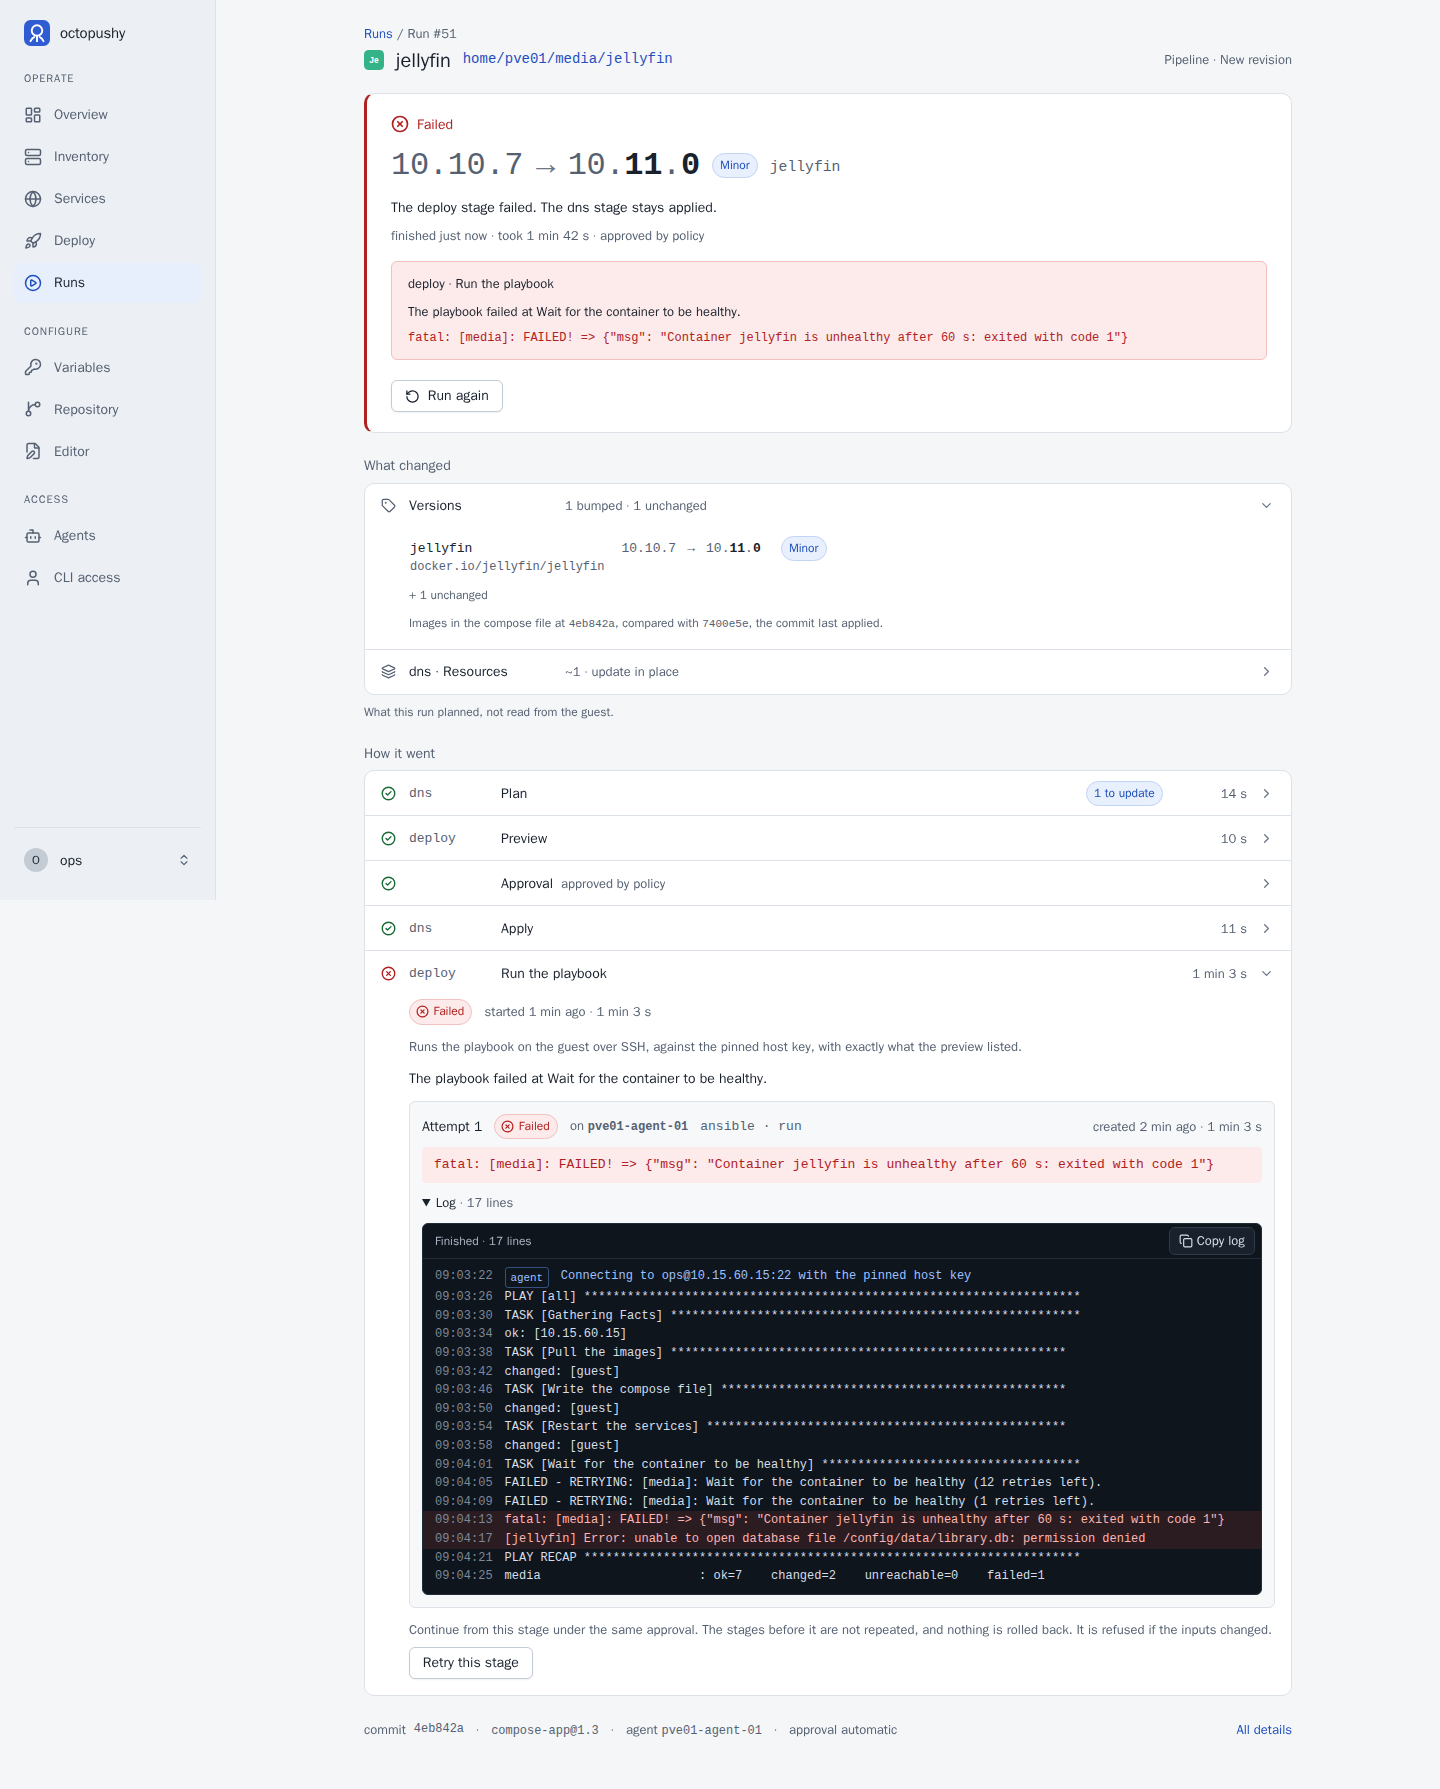 octopushy
OPERATE
Overview
Inventory
Services
Deploy
Runs
CONFIGURE
Variables
Repository
Editor
ACCESS
Agents
CLI access
O ops
Runs / Run #51
Je jellyfin home/pve01/media/jellyfin Pipeline · New revision
Failed
10.10.7 → 10.11.0 Minor jellyfin
The deploy stage failed. The dns stage stays applied.
finished just now · took 1 min 42 s · approved by policy
deploy · Run the playbook
The playbook failed at Wait for the container to be healthy.
fatal: [media]: FAILED! => {"msg": "Container jellyfin is unhealthy after 60 s: exited with code 1"}
Run again
What changed
Versions 1 bumped · 1 unchanged
jellyfin 10.10.7 → 10.11.0 Minor
docker.io/jellyfin/jellyfin
+ 1 unchanged
Images in the compose file at 4eb842a, compared with 7400e5e, the commit last applied.
dns · Resources ~1 · update in place
What this run planned, not read from the guest.
How it went
dns Plan 1 to update 14 s
deploy Preview 10 s
Approval approved by policy
dns Apply 11 s
deploy Run the playbook 1 min 3 s
Failed started 1 min ago · 1 min 3 s
Runs the playbook on the guest over SSH, against the pinned host key, with exactly what the preview listed.
The playbook failed at Wait for the container to be healthy.
Attempt 1 Failed on pve01-agent-01 ansible · run created 2 min ago · 1 min 3 s
fatal: [media]: FAILED! => {"msg": "Container jellyfin is unhealthy after 60 s: exited with code 1"}
▼ Log · 17 lines
Finished · 17 lines Copy log
09:03:22 agent Connecting to ops@10.15.60.15:22 with the pinned host key
09:03:26 PLAY [all] *********************************************************************
09:03:30 TASK [Gathering Facts] *********************************************************
09:03:34 ok: [10.15.60.15]
09:03:38 TASK [Pull the images] *******************************************************
09:03:42 changed: [guest]
09:03:46 TASK [Write the compose file] ************************************************
09:03:50 changed: [guest]
09:03:54 TASK [Restart the services] **************************************************
09:03:58 changed: [guest]
09:04:01 TASK [Wait for the container to be healthy] ************************************
09:04:05 FAILED - RETRYING: [media]: Wait for the container to be healthy (12 retries left).
09:04:09 FAILED - RETRYING: [media]: Wait for the container to be healthy (1 retries left).
09:04:13 fatal: [media]: FAILED! => {"msg": "Container jellyfin is unhealthy after 60 s: exited with code 1"}
09:04:17 [jellyfin] Error: unable to open database file /config/data/library.db: permission denied
09:04:21 PLAY RECAP *********************************************************************
09:04:25 media : ok=7 changed=2 unreachable=0 failed=1
Continue from this stage under the same approval. The stages before it are not repeated, and nothing is rolled back. It is refused if the inputs changed.
Retry this stage
commit 4eb842a · compose-app@1.3 · agent pve01-agent-01 · approval automatic All details